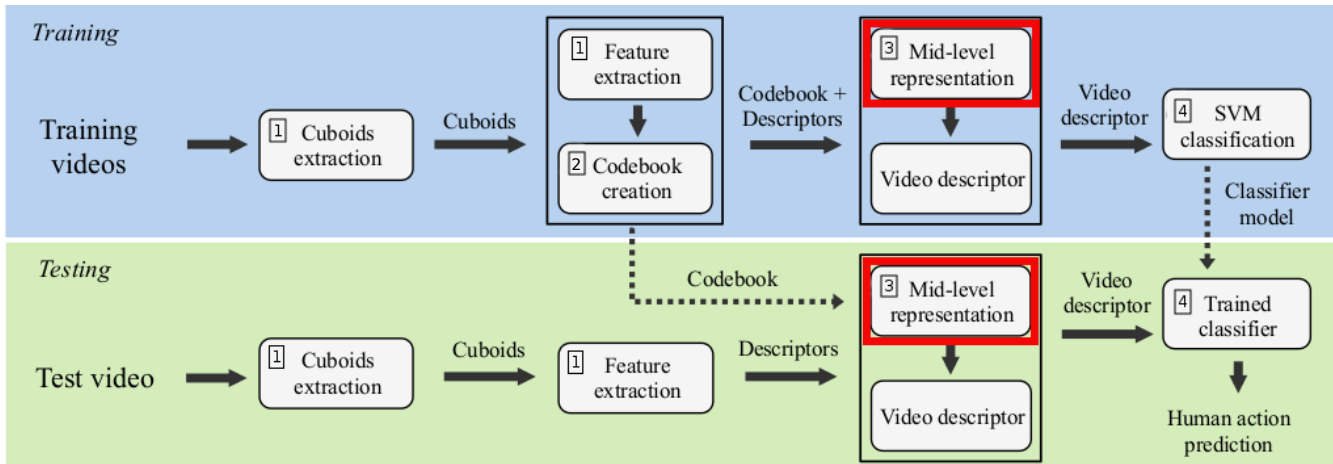 Training
Training
videos
1
Cuboids
extraction
Cuboids
1
Feature
extraction
2
Codebook
creation
Codebook +
Descriptors
3
Mid-level
representation
Video descriptor
Video
descriptor
4
SVM
classification
Classifier
model
Testing
Test video
1
Cuboids
extraction
Cuboids
1
Feature
extraction
Codebook
Descriptors
3
Mid-level
representation
Video descriptor
Video
descriptor
4
Trained
classifier
Human action
prediction